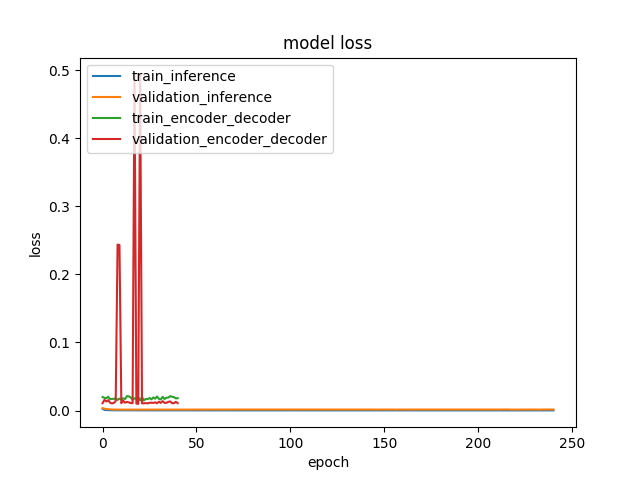 model loss
train_inference
validation_inference
train_encoder_decoder
validation_encoder_decoder
0.5
0.4
0.3
0.2
0.1
0.0
loss
0
50
100
150
200
250
epoch